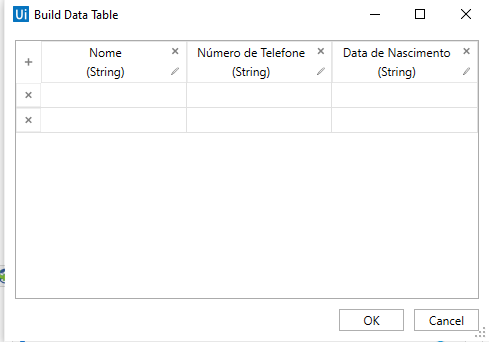 Ui Build Data Table
Nome Número de Telefone Data de Nascimento
(String) (String) (String)
OK Cancel